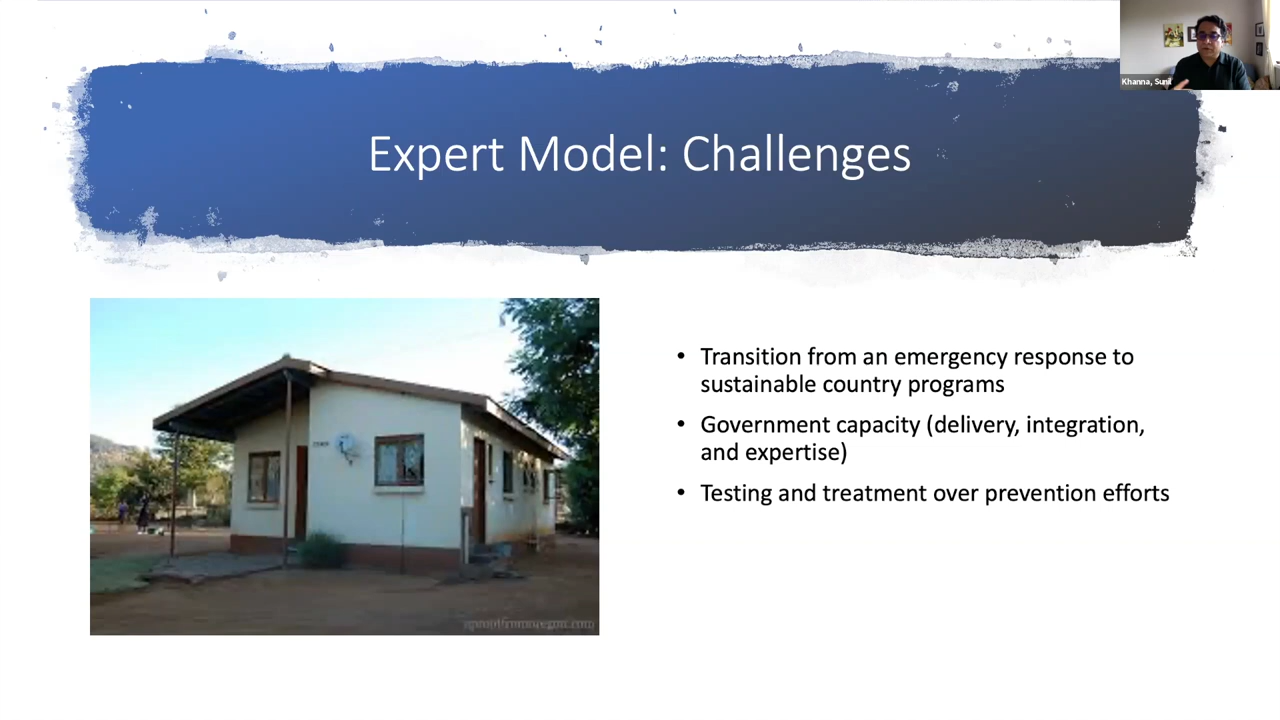 Khanna, Sunil
Expert Model: Challenges
• Transition from an emergency response to
sustainable country programs
• Government capacity (delivery, integration,
and expertise)
• Testing and treatment over prevention efforts